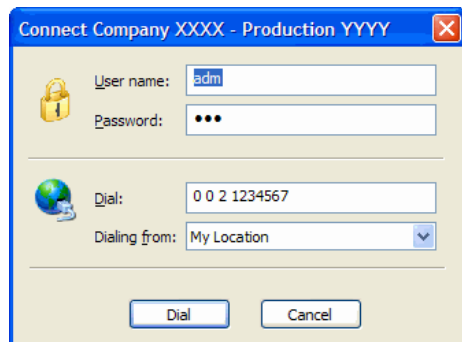 Connect Company XXXX - Production YYYY
User name: adm
Password: •••
Dial: 0 0 2 1234567
Dialing from: My Location
Dial Cancel